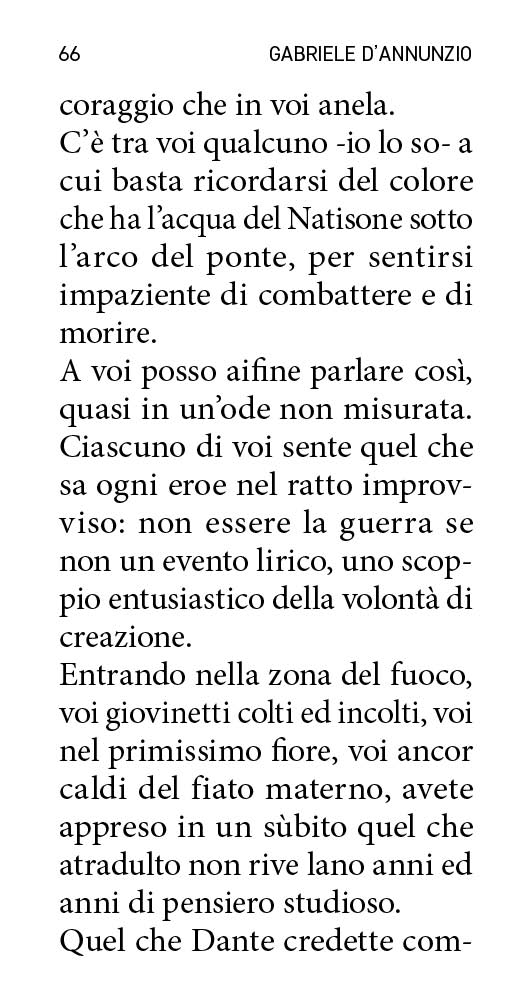 66 GABRIELE D’ANNUNZIO
coraggio che in voi anela.
C’è tra voi qualcuno -io lo so- a
cui basta ricordarsi del colore
che ha l’acqua del Natisone sotto
l’arco del ponte, per sentirsi
impaziente di combattere e di
morire.
A voi posso aifine parlare così,
quasi in un’ode non misurata.
Ciascuno di voi sente quel che
sa ogni eroe nel ratto improv-
viso: non essere la guerra se
non un evento lirico, uno scop-
pio entusiastico della volontà di
creazione.
Entrando nella zona del fuoco,
voi giovinetti colti ed incolti, voi
nel primissimo fiore, voi ancor
caldi del fiato materno, avete
appreso in un sùbito quel che
atradulto non rive lano anni ed
anni di pensiero studioso.
Quel che Dante credette com-